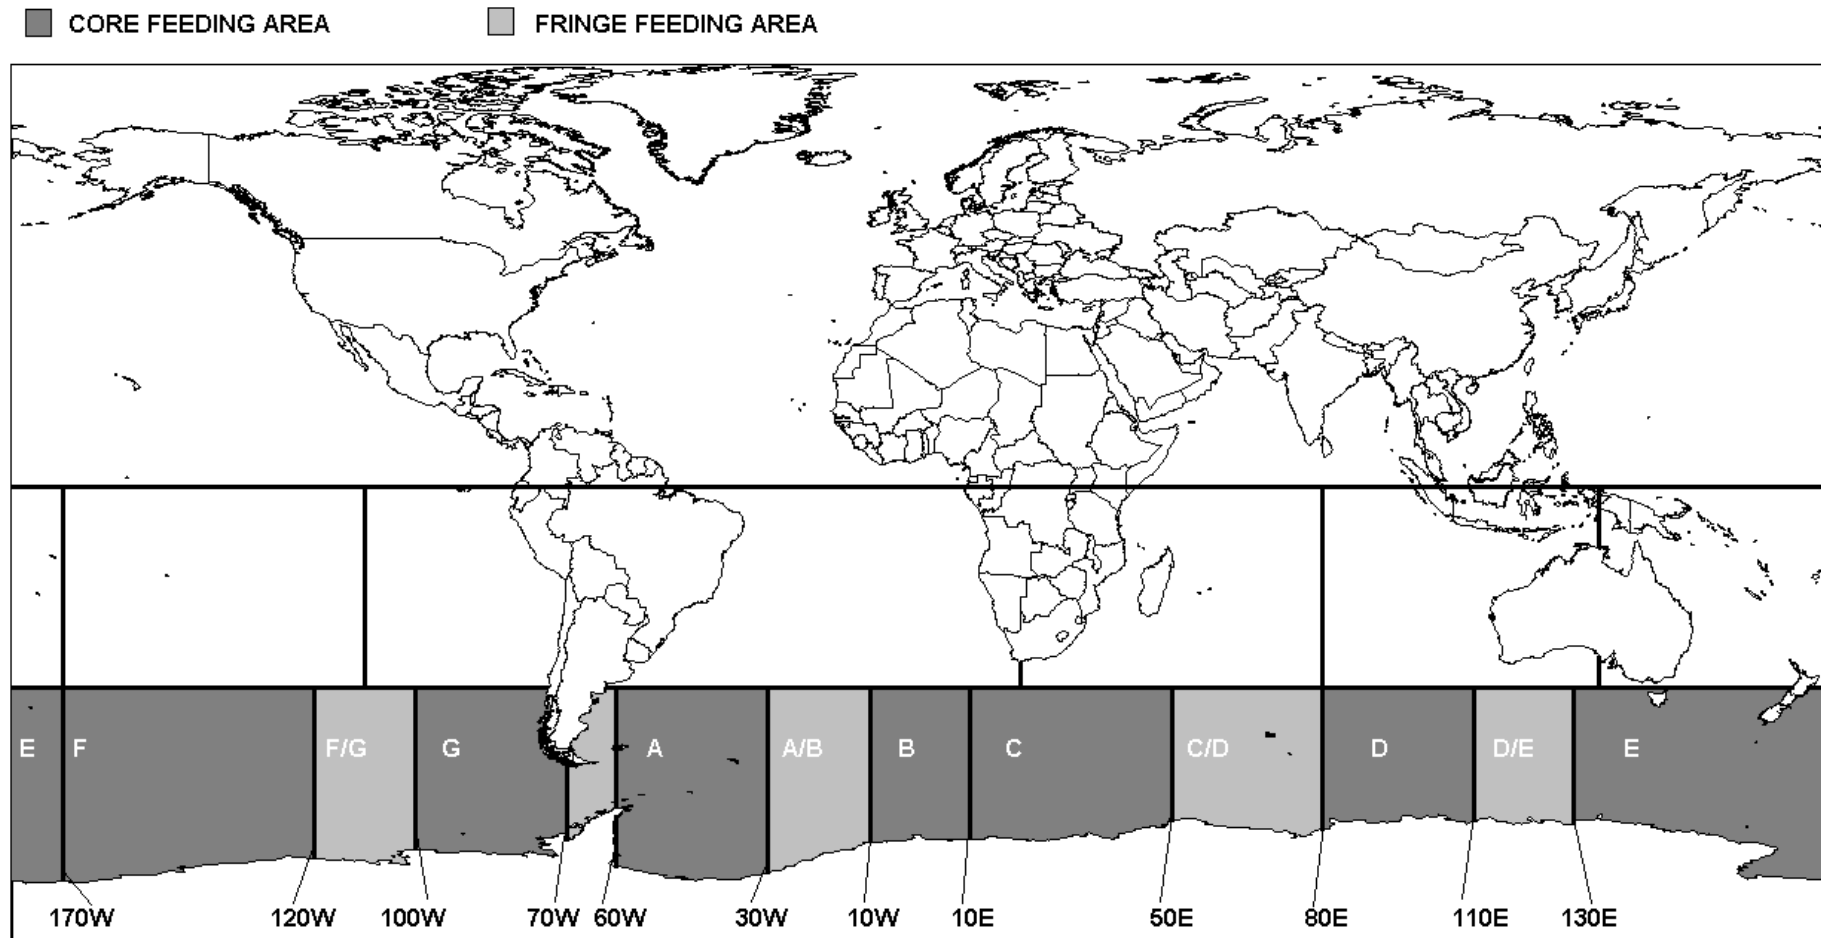 CORE FEEDING AREA FRINGE FEEDING AREA
E F F/G G A A/B B C C/D D D/E E
170W 120W 100W 70W 60W 30W 10W 10E 50E 80E 110E 130E